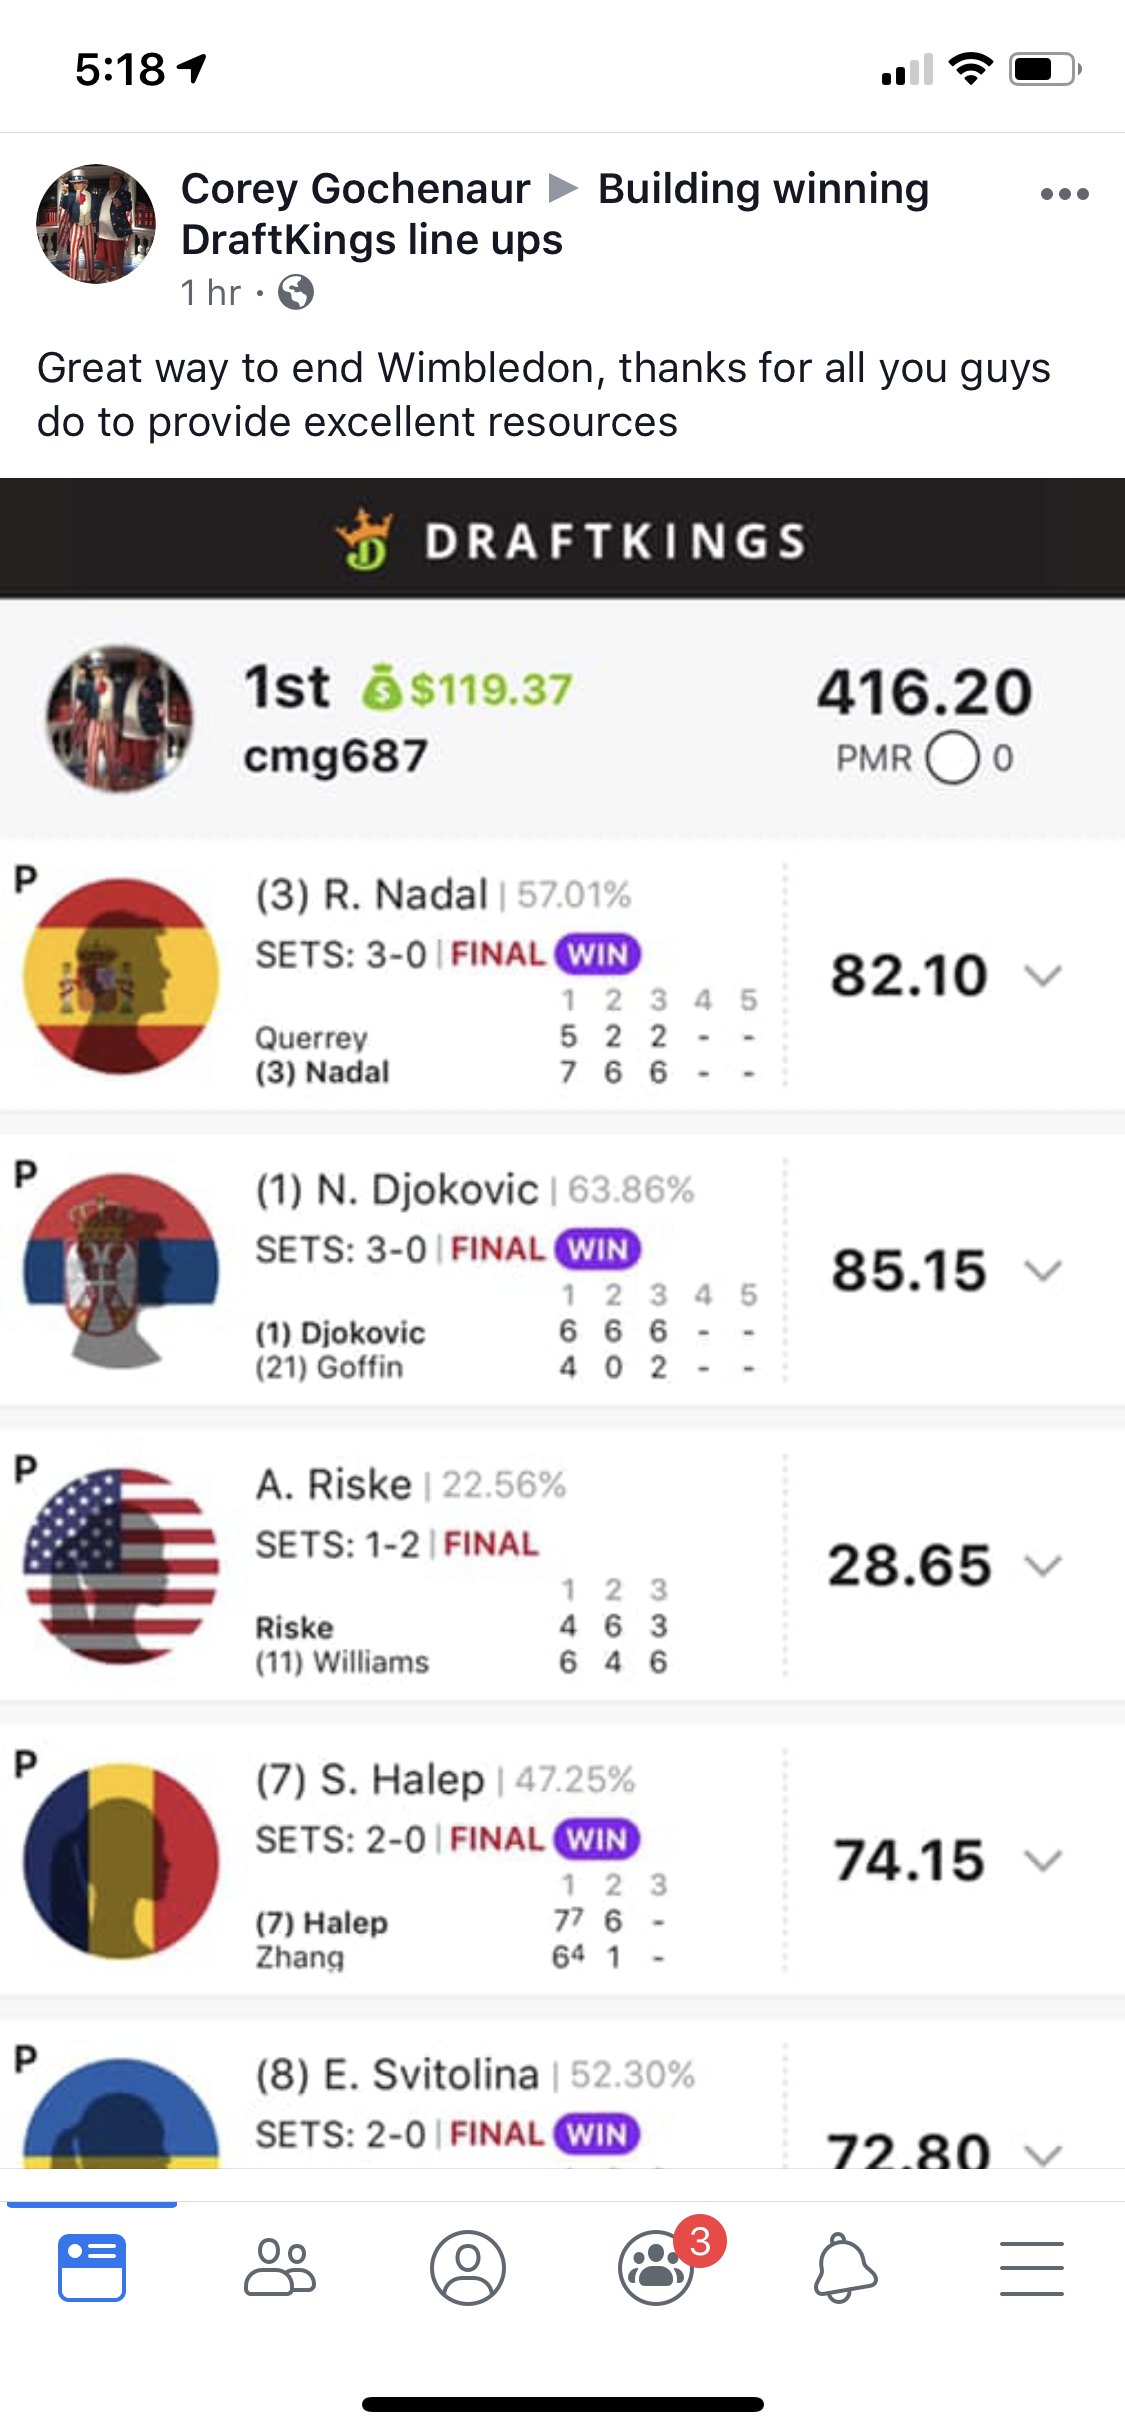 5:18
Corey Gochenaur ▶ Building winning
DraftKings line ups
•••
1 hr ·
Great way to end Wimbledon, thanks for all you guys
do to provide excellent resources
DRAFTKINGS
1st $119.37
416.20
cmg687
PMR 0
P
(3) R. Nadal | 57.01%
SETS: 3-0 | FINAL WIN
82.10
1 2 3 4 5
Querrey 5 2 2 - -
(3) Nadal 7 6 6 - -
P
(1) N. Djokovic | 63.86%
SETS: 3-0 | FINAL WIN
85.15
1 2 3 4 5
(1) Djokovic 6 6 6 - -
(21) Goffin 4 0 2 - -
P
A. Riske | 22.56%
SETS: 1-2 | FINAL
28.65
1 2 3
Riske 4 6 3
(11) Williams 6 4 6
P
(7) S. Halep | 47.25%
SETS: 2-0 | FINAL WIN
74.15
1 2 3
(7) Halep 7⁷ 6 -
Zhang 6⁴ 1 -
P
(8) E. Svitolina | 52.30%
SETS: 2-0 | FINAL WIN
72.80
3